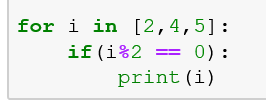 for i in [2,4,5]:
    if(i%2 == 0):
        print(i)